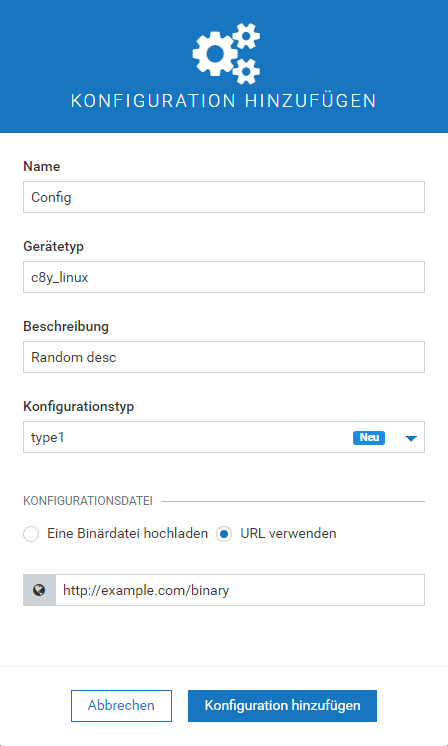 KONFIGURATION HINZUFÜGEN
Name
Config
Gerätetyp
c8y_linux
Beschreibung
Random desc
Konfigurationstyp
type1 Neu
KONFIGURATIONSDATEI
Eine Binärdatei hochladen URL verwenden
http://example.com/binary
Abbrechen Konfiguration hinzufügen